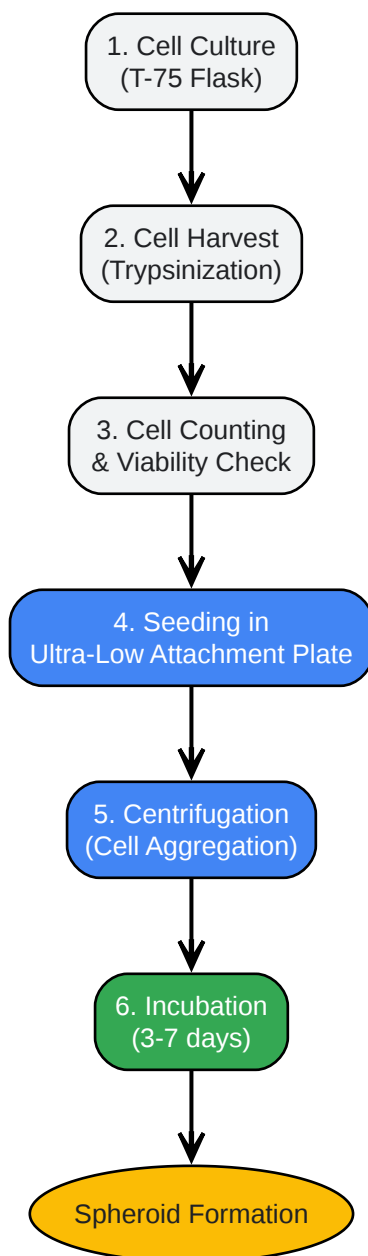 1. Cell Culture
(T-75 Flask)
2. Cell Harvest
(Trypsinization)
3. Cell Counting
& Viability Check
4. Seeding in
Ultra-Low Attachment Plate
5. Centrifugation
(Cell Aggregation)
6. Incubation
(3-7 days)
Spheroid Formation